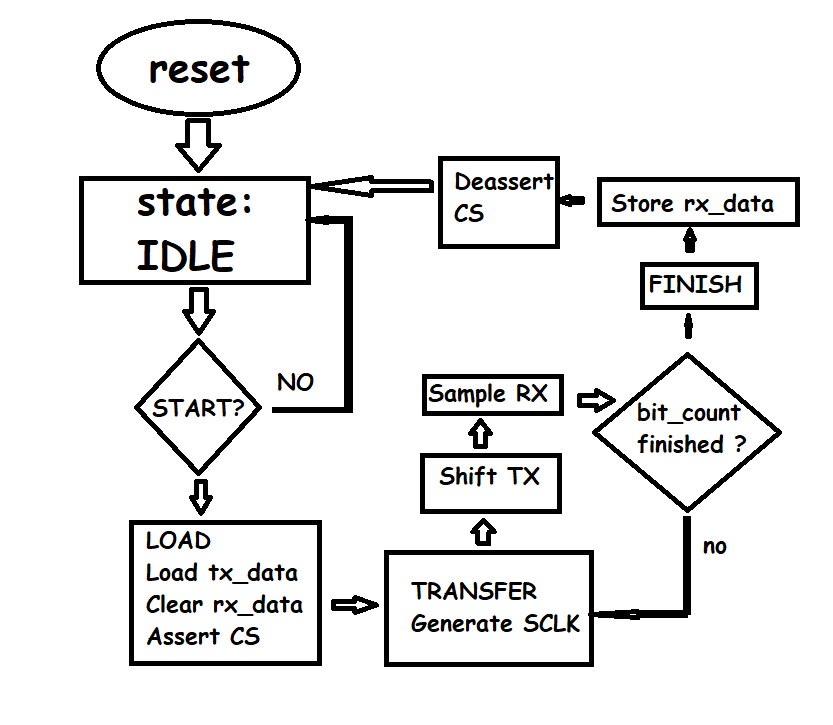 reset
state:
IDLE
START?
NO
LOAD
Load tx_data
Clear rx_data
Assert CS
TRANSFER
Generate SCLK
Shift TX
Sample RX
bit_count
finished ?
no
FINISH
Store rx_data
Deassert
CS